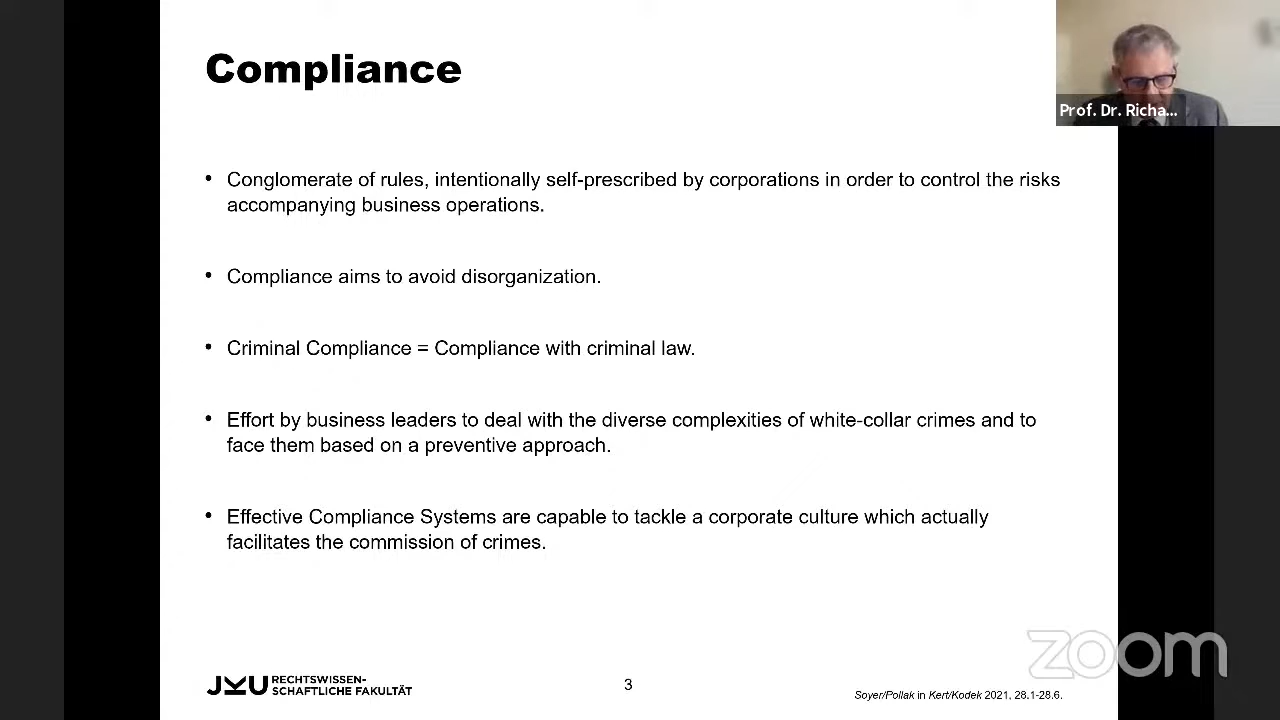 Compliance
Prof. Dr. Richa...
• Conglomerate of rules, intentionally self-prescribed by corporations in order to control the risks
accompanying business operations.
• Compliance aims to avoid disorganization.
• Criminal Compliance = Compliance with criminal law.
• Effort by business leaders to deal with the diverse complexities of white-collar crimes and to
face them based on a preventive approach.
• Effective Compliance Systems are capable to tackle a corporate culture which actually
facilitates the commission of crimes.
zoom
JKU RECHTSWISSEN-
SCHAFTLICHE FAKULTÄT
3
Soyer/Pollak in Kert/Kodek 2021, 28.1-28.6.